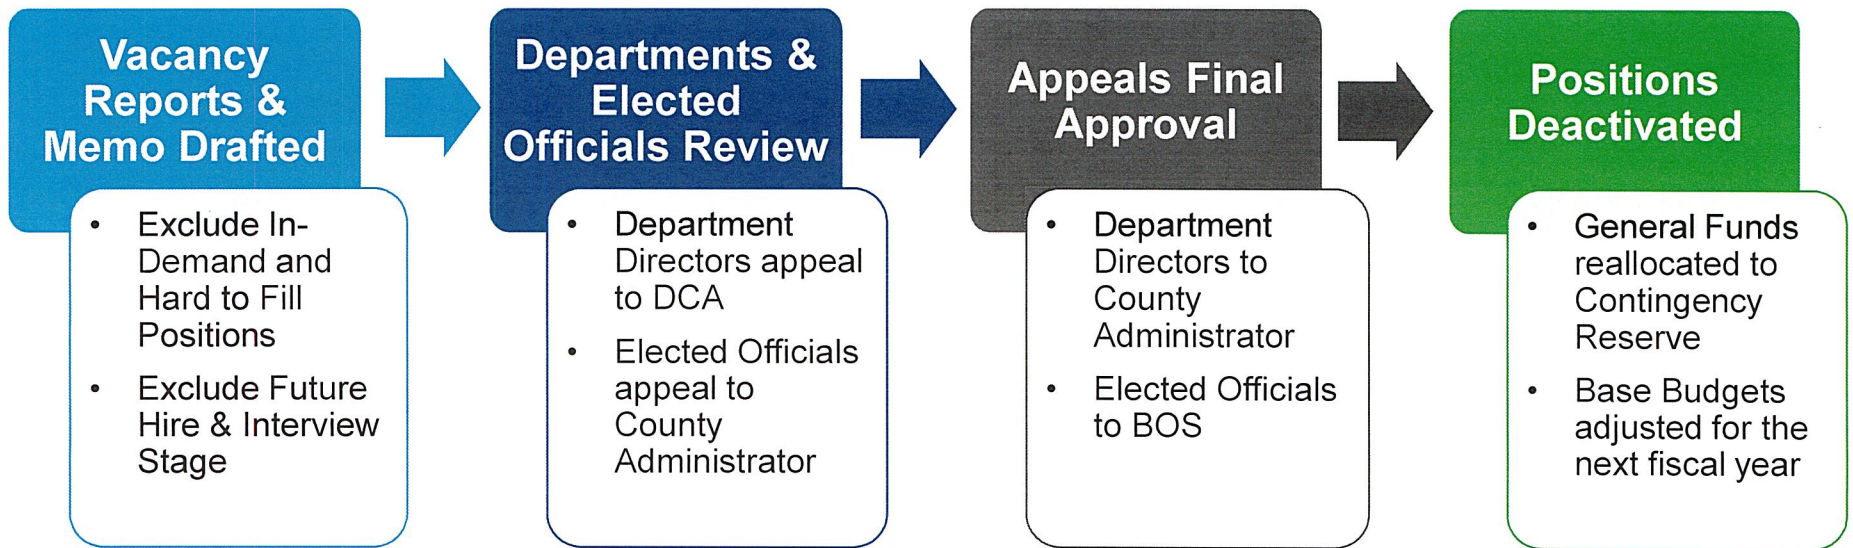 Vacancy
Reports &
Memo Drafted
• Exclude In-
Demand and
Hard to Fill
Positions
• Exclude Future
Hire & Interview
Stage
Departments &
Elected
Officials Review
• Department
Directors appeal
to DCA
• Elected Officials
appeal to
County
Administrator
Appeals Final
Approval
• Department
Directors to
County
Administrator
• Elected Officials
to BOS
Positions
Deactivated
• General Funds
reallocated to
Contingency
Reserve
• Base Budgets
adjusted for the
next fiscal year